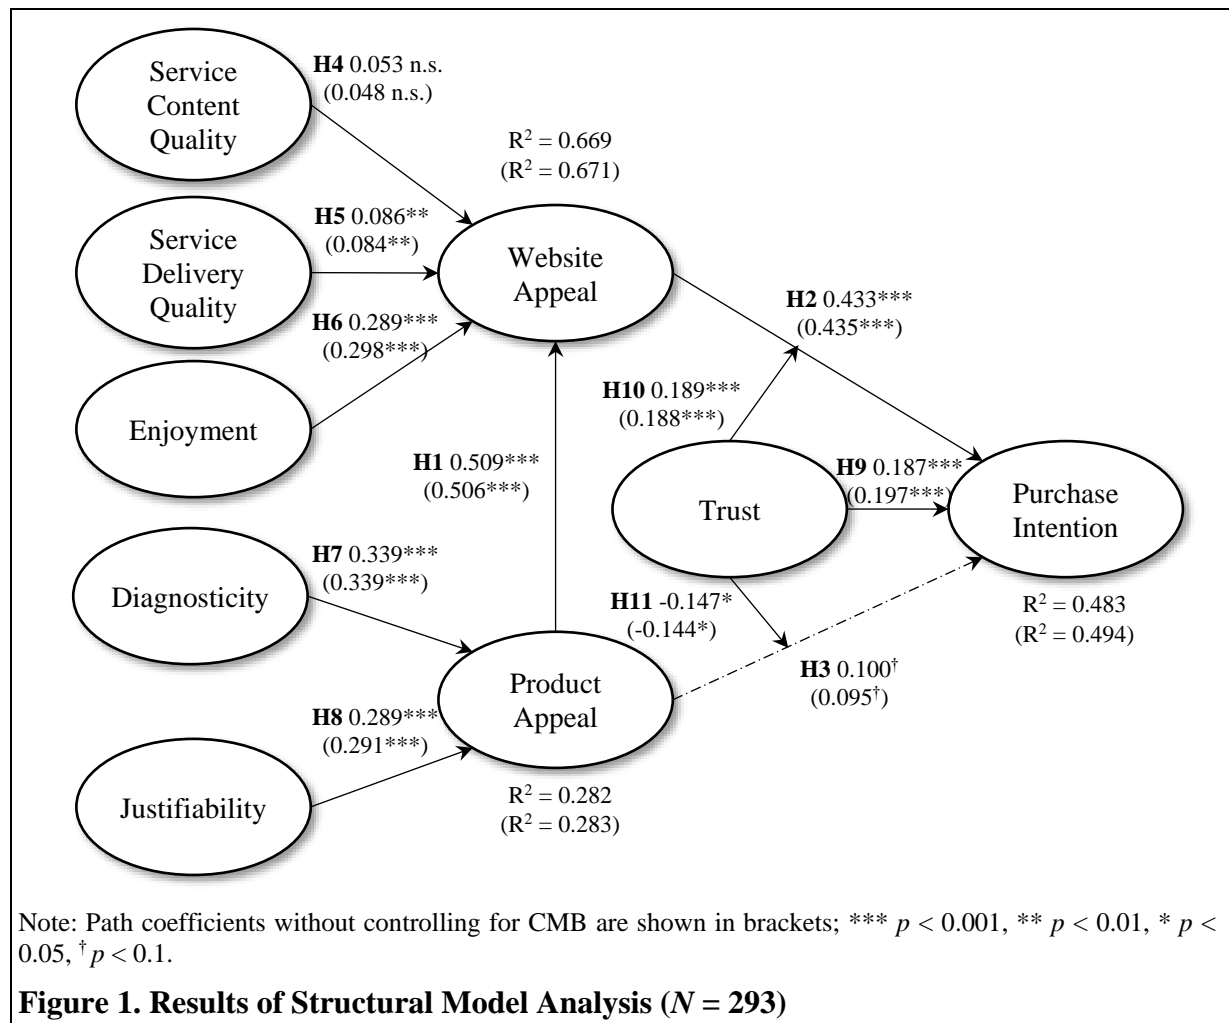 Service
Content
Quality
H4 0.053 n.s.
(0.048 n.s.)
R² = 0.669
(R² = 0.671)
Service
Delivery
Quality
H5 0.086**
(0.084**)
Website
Appeal
H2 0.433***
(0.435***)
H6 0.289***
(0.298***)
Enjoyment
H10 0.189***
(0.188***)
H1 0.509***
(0.506***)
Trust
H9 0.187***
(0.197***)
Purchase
Intention
R² = 0.483
(R² = 0.494)
H7 0.339***
(0.339***)
Diagnosticity
H11 -0.147*
(-0.144*)
H3 0.100†
(0.095†)
Product
Appeal
H8 0.289***
(0.291***)
Justifiability
R² = 0.282
(R² = 0.283)
Note: Path coefficients without controlling for CMB are shown in brackets; *** p < 0.001, ** p < 0.01, * p <
0.05, † p < 0.1.
Figure 1. Results of Structural Model Analysis (N = 293)